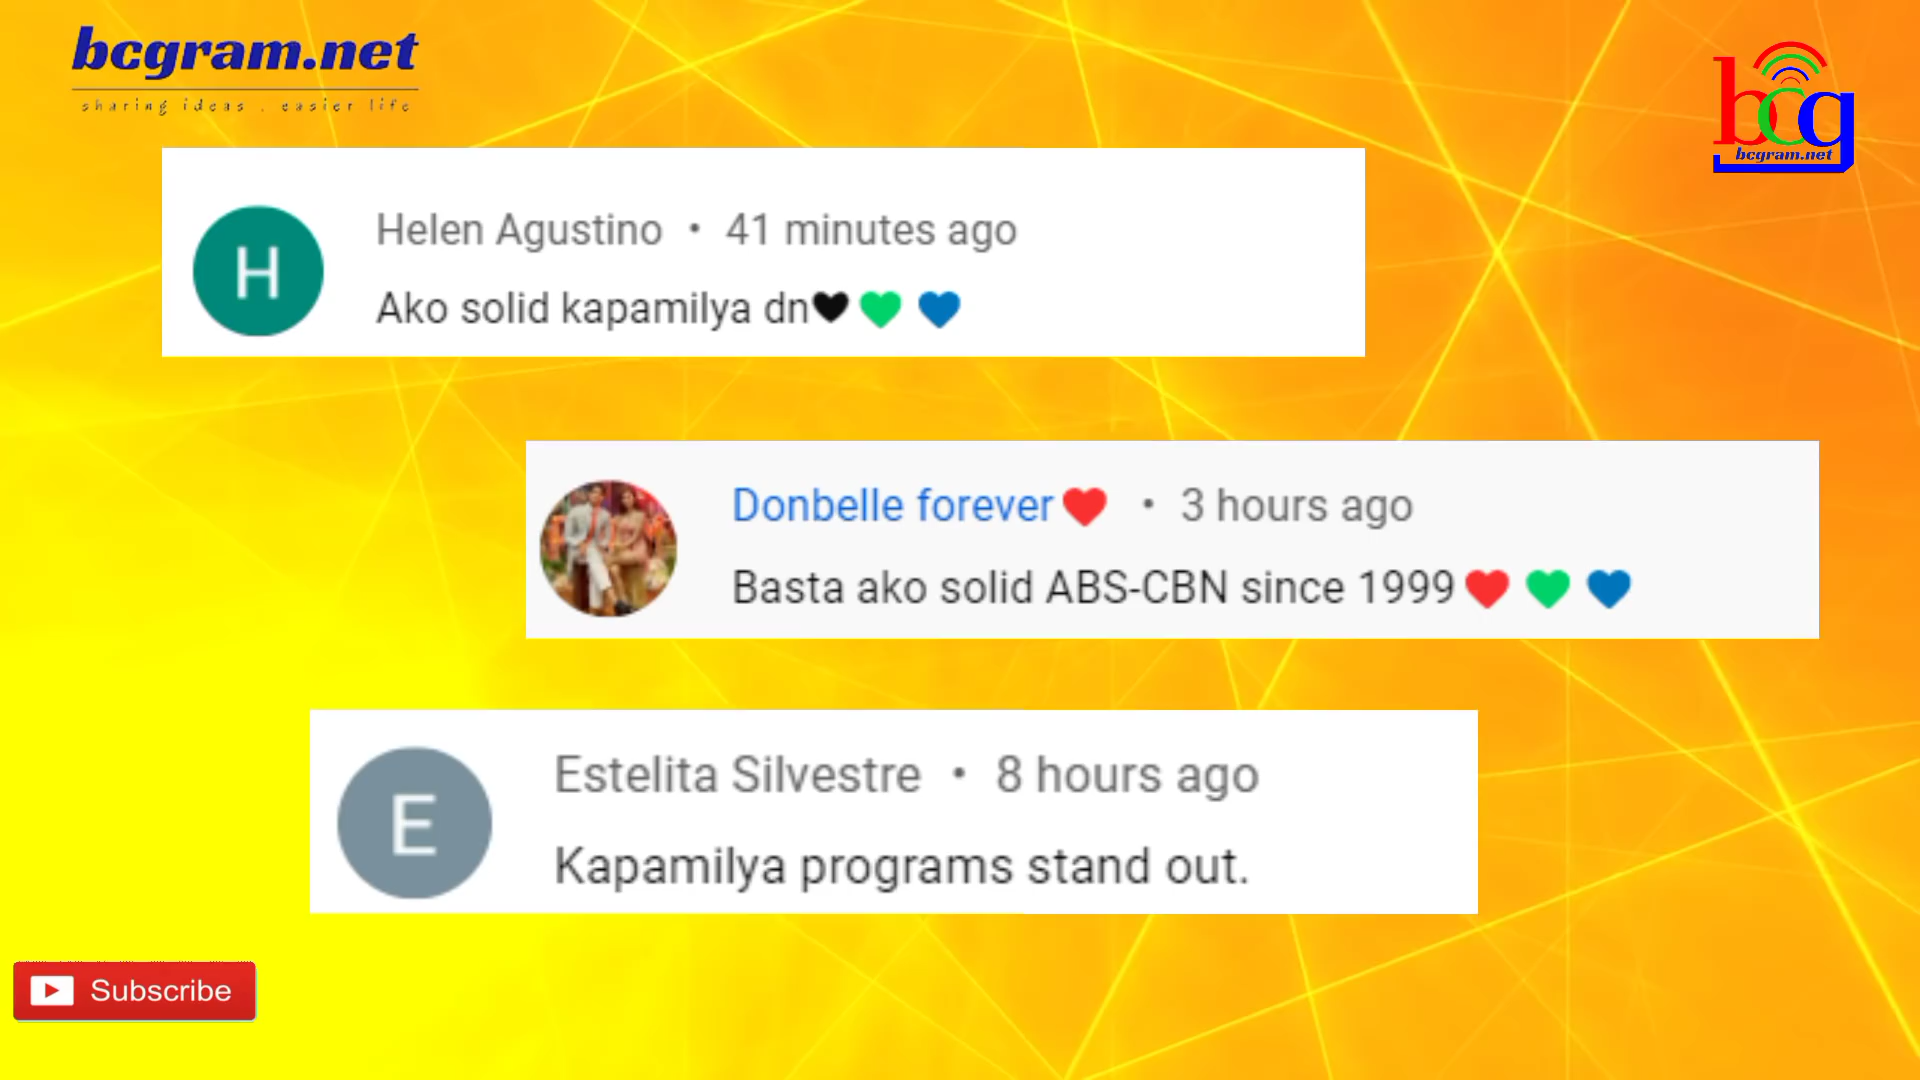 bcgram.net
sharing ideas . easier life
bcg
bcgram.net
H
Helen Agustino • 41 minutes ago
Ako solid kapamilya dn🖤💚💙
Donbelle forever❤️ • 3 hours ago
Basta ako solid ABS-CBN since 1999❤️💚💙
E
Estelita Silvestre • 8 hours ago
Kapamilya programs stand out.
Subscribe